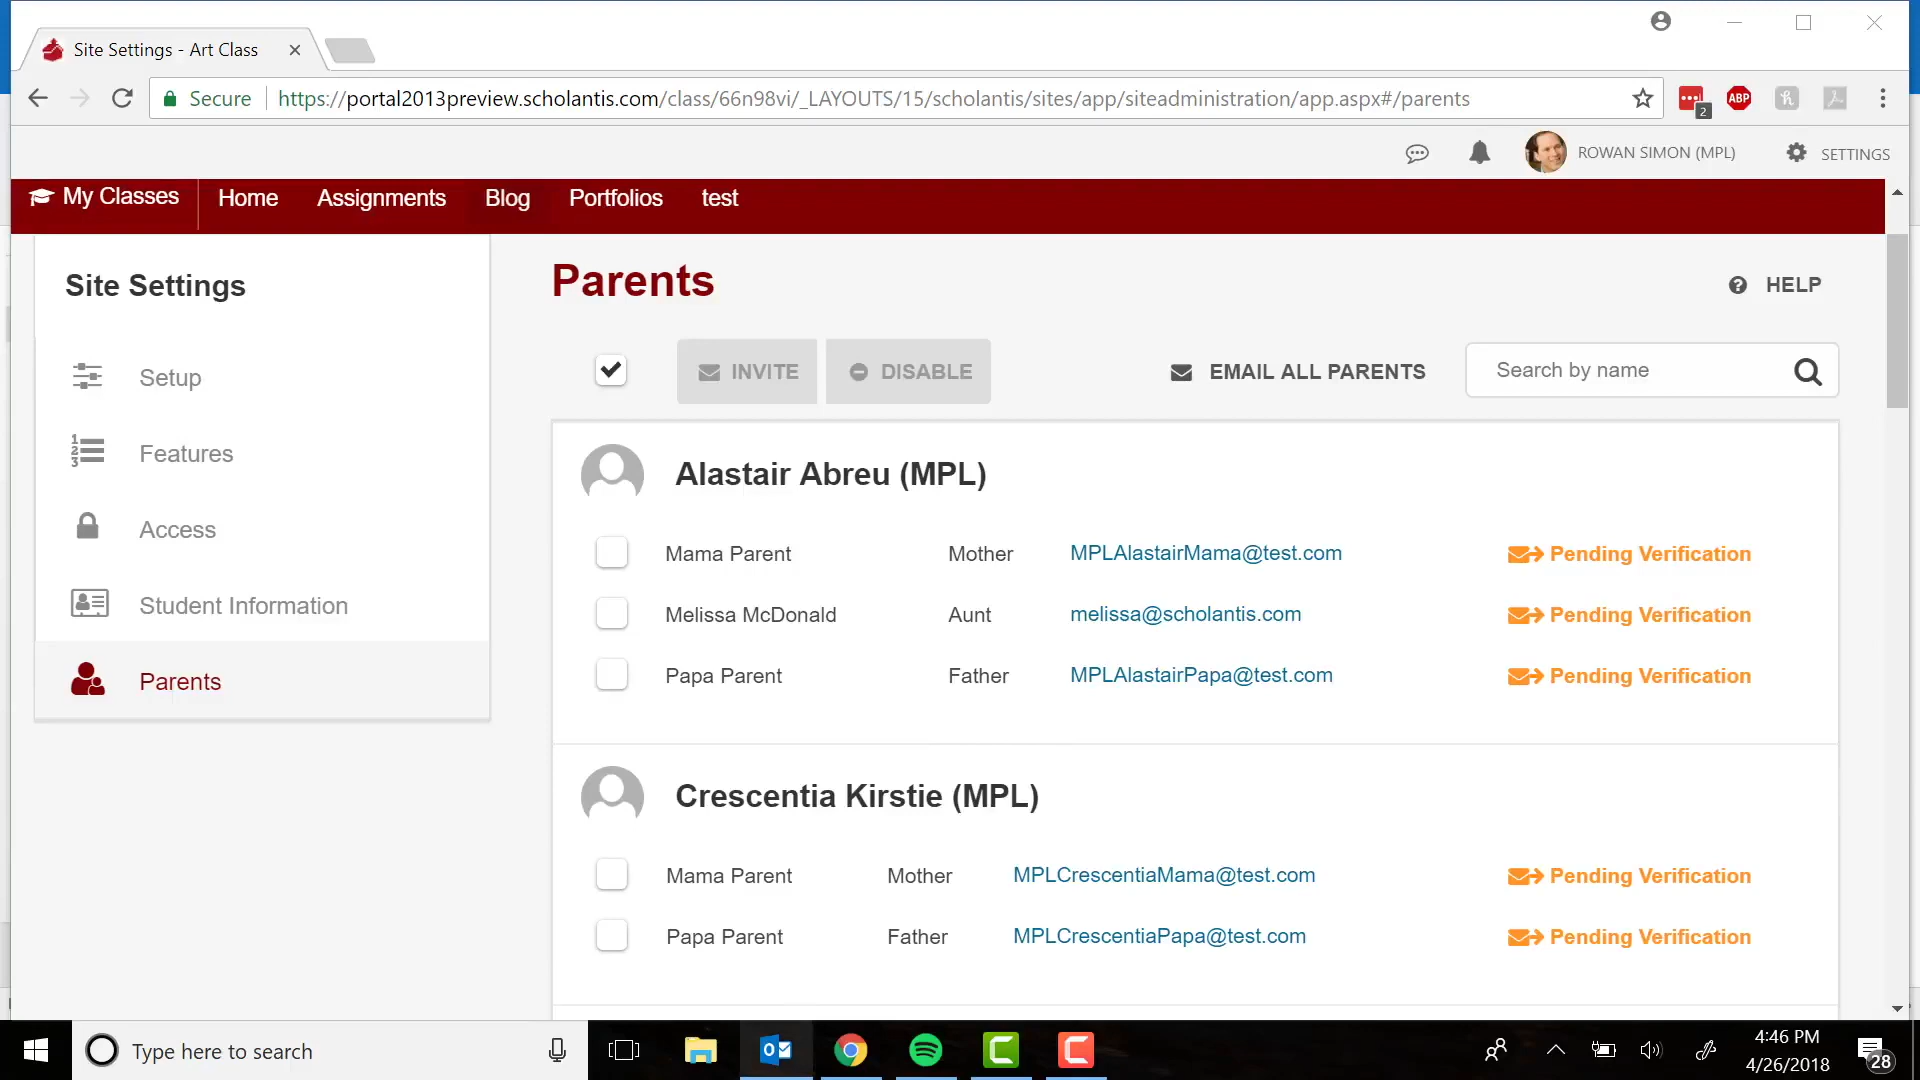 Site Settings - Art Class
Secure https://portal2013preview.scholantis.com/class/66n98vi/_LAYOUTS/15/scholantis/sites/app/siteadministration/app.aspx#/parents
2
ABP
ROWAN SIMON (MPL)
SETTINGS
My Classes
Home
Assignments
Blog
Portfolios
test
Site Settings
Setup
Features
Access
Student Information
Parents
Parents
HELP
INVITE
DISABLE
EMAIL ALL PARENTS
Search by name
Alastair Abreu (MPL)
Mama Parent Mother MPLAlastairMama@test.com Pending Verification
Melissa McDonald Aunt melissa@scholantis.com Pending Verification
Papa Parent Father MPLAlastairPapa@test.com Pending Verification
Crescentia Kirstie (MPL)
Mama Parent Mother MPLCrescentiaMama@test.com Pending Verification
Papa Parent Father MPLCrescentiaPapa@test.com Pending Verification
Type here to search
4:46 PM
4/26/2018
28